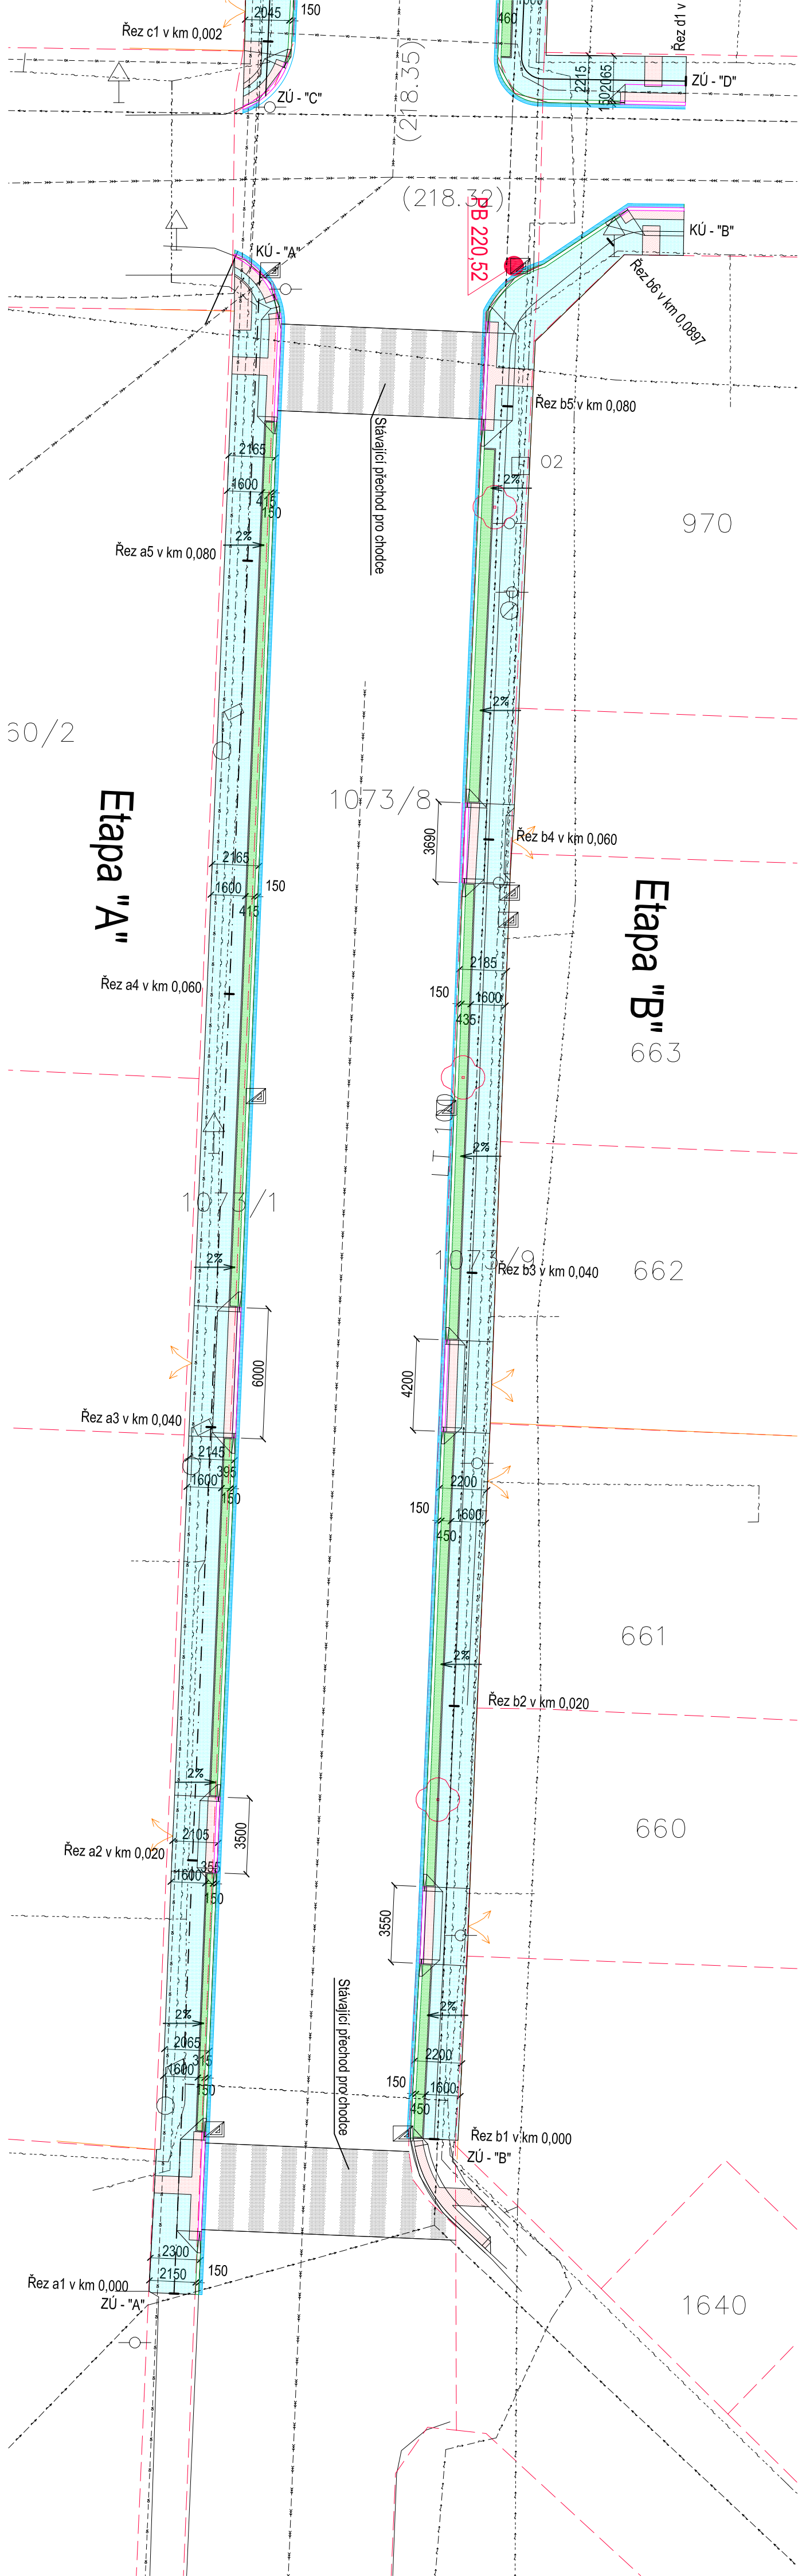 2045
150
460
Řez c1 v km 0,002
Řez d1 v
ZÚ - "C"
(218.35)
2215
2065
150
ZÚ - "D"
(218.32)
PB 220,52
KÚ - "A"
KÚ - "B"
Řez b6 v km 0,0897
Řez b5 v km 0,080
Stávající přechod pro chodce
2165
1600
415
150
O2
2%
970
2%
Řez a5 v km 0,080
2%
60/2
1073/8
Etapa "A"
3690
Řez b4 v km 0,060
2165
1600
150
415
Etapa "B"
2185
150
1600
435
Řez a4 v km 0,060
663
LT 100
2%
1073/1
1073/9
2%
Řez b3 v km 0,040
662
6000
4200
Řez a3 v km 0,040
2145
395
1600
150
2200
150
1600
450
661
2%
Řez b2 v km 0,020
2%
3500
660
2105
Řez a2 v km 0,020
355
1600
150
3550
Stávající přechod pro chodce
2%
2%
2065
315
1600
150
2200
150
1600
450
Řez b1 v km 0,000
ZÚ - "B"
2300
2150
150
Řez a1 v km 0,000
ZÚ - "A"
1640